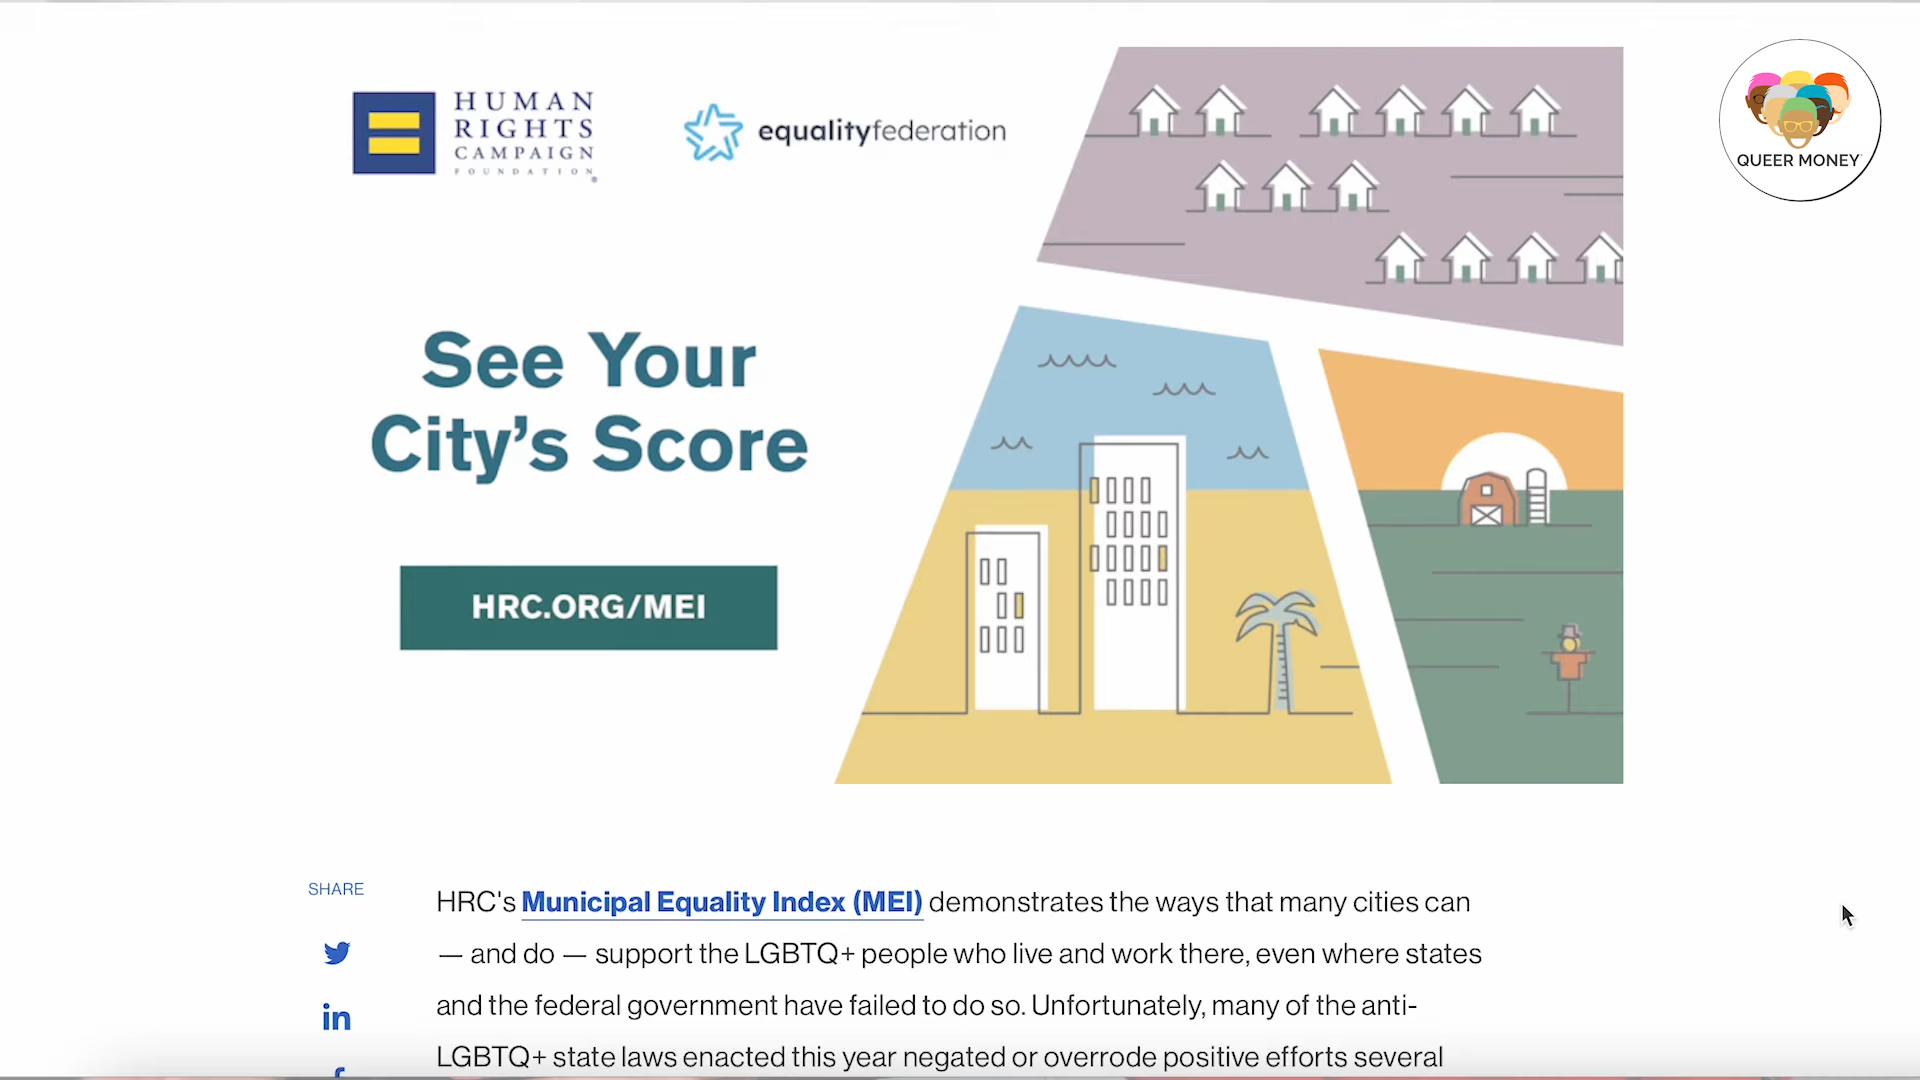 HUMAN
RIGHTS
CAMPAIGN
FOUNDATION
equalityfederation
QUEER MONEY
See Your
City's Score
HRC.ORG/MEI
SHARE
HRC's Municipal Equality Index (MEI) demonstrates the ways that many cities can
— and do — support the LGBTQ+ people who live and work there, even where states
and the federal government have failed to do so. Unfortunately, many of the anti-
LGBTQ+ state laws enacted this year negated or overrode positive efforts several